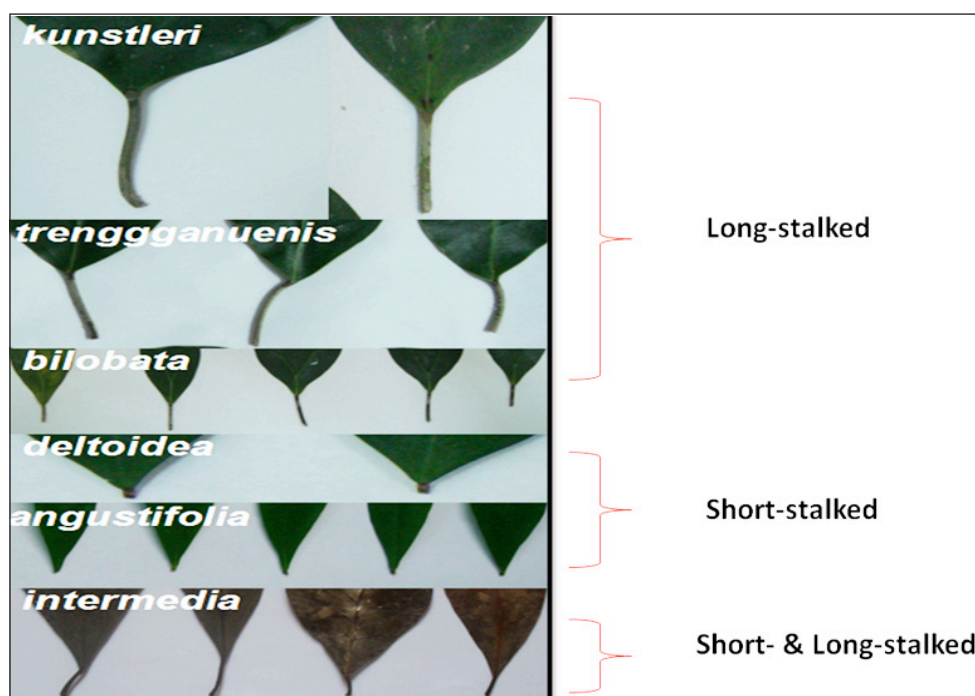 kunstleri
Long-stalked
trenggganuenis
bilobata
deltoidea
Short-stalked
angustifolia
intermedia
Short- & Long-stalked